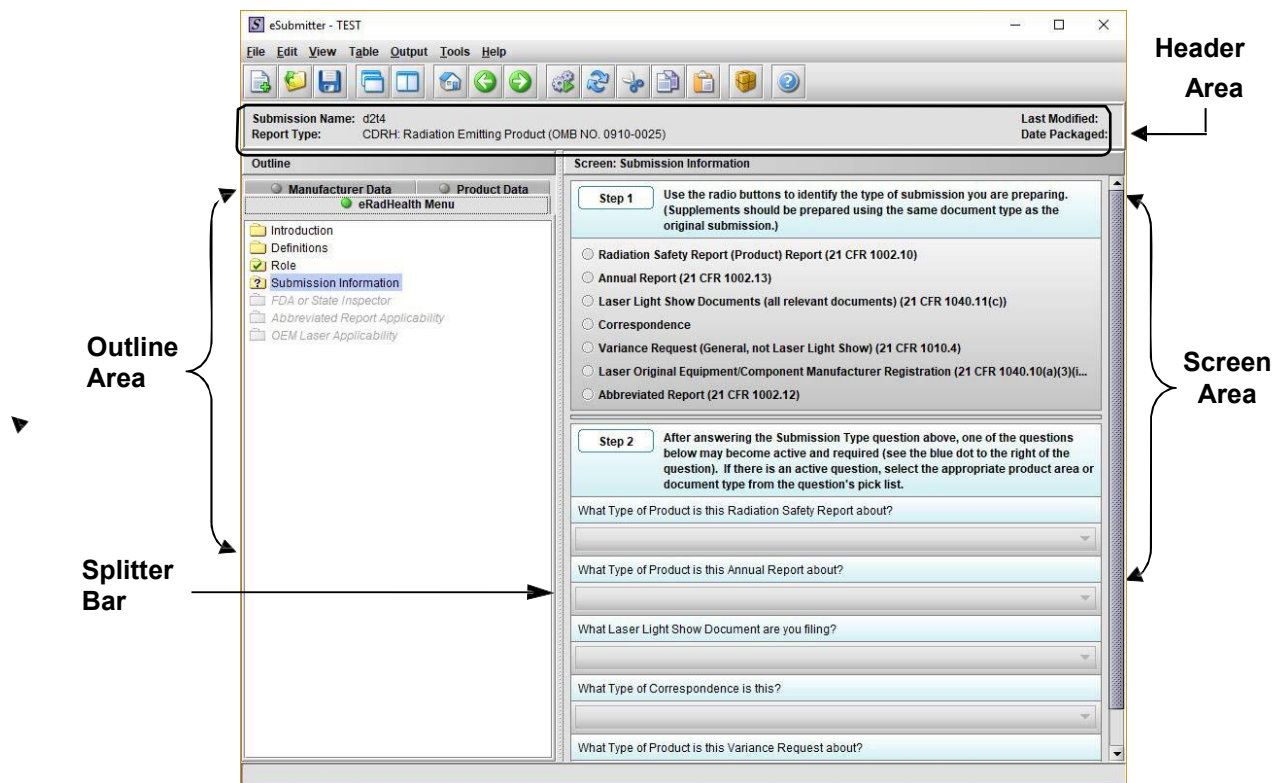 eSubmitter - TEST
File Edit View Table Output Tools Help
Header
Area
Submission Name: d2t4
Last Modified:
Report Type: CDRH: Radiation Emitting Product (OMB NO. 0910-0025)
Date Packaged:
Outline
Manufacturer Data Product Data
eRadHealth Menu
Introduction
Definitions
Role
Submission Information
FDA or State Inspector
Abbreviated Report Applicability
OEM Laser Applicability
Outline
Area
Splitter
Bar
Screen: Submission Information
Step 1
Use the radio buttons to identify the type of submission you are preparing.
(Supplements should be prepared using the same document type as the
original submission.)
Radiation Safety Report (Product) Report (21 CFR 1002.10)
Annual Report (21 CFR 1002.13)
Laser Light Show Documents (all relevant documents) (21 CFR 1040.11(c))
Correspondence
Variance Request (General, not Laser Light Show) (21 CFR 1010.4)
Laser Original Equipment/Component Manufacturer Registration (21 CFR 1040.10(a)(3)(i...
Abbreviated Report (21 CFR 1002.12)
Step 2
After answering the Submission Type question above, one of the questions
below may become active and required (see the blue dot to the right of the
question). If there is an active question, select the appropriate product area or
document type from the question's pick list.
What Type of Product is this Radiation Safety Report about?
What Type of Product is this Annual Report about?
What Laser Light Show Document are you filing?
What Type of Correspondence is this?
What Type of Product is this Variance Request about?
Screen
Area